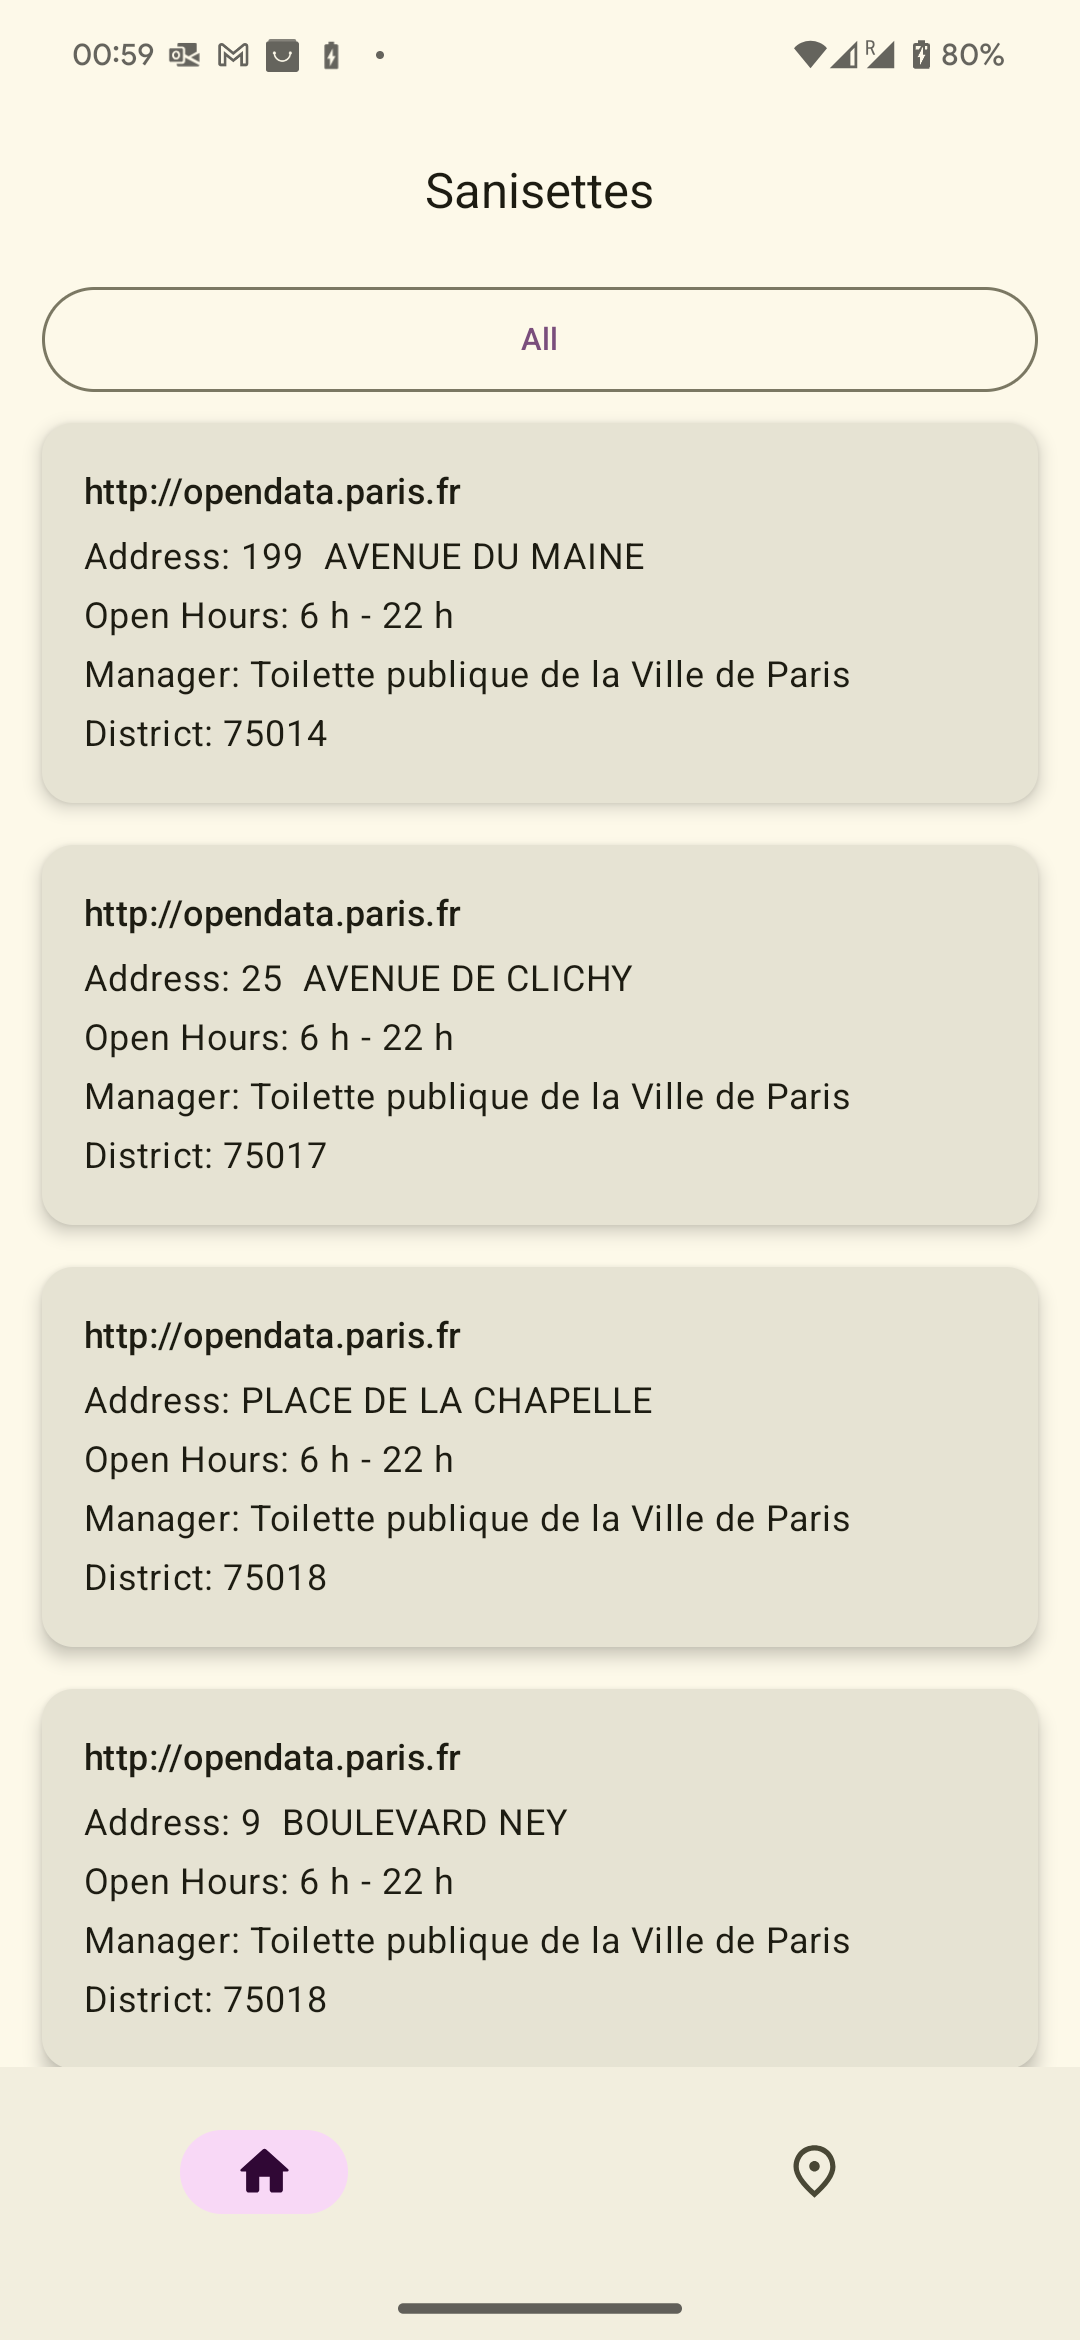 00:59
R
80%
Sanisettes
All
http://opendata.paris.fr
Address: 199  AVENUE DU MAINE
Open Hours: 6 h - 22 h
Manager: Toilette publique de la Ville de Paris
District: 75014
http://opendata.paris.fr
Address: 25  AVENUE DE CLICHY
Open Hours: 6 h - 22 h
Manager: Toilette publique de la Ville de Paris
District: 75017
http://opendata.paris.fr
Address: PLACE DE LA CHAPELLE
Open Hours: 6 h - 22 h
Manager: Toilette publique de la Ville de Paris
District: 75018
http://opendata.paris.fr
Address: 9  BOULEVARD NEY
Open Hours: 6 h - 22 h
Manager: Toilette publique de la Ville de Paris
District: 75018